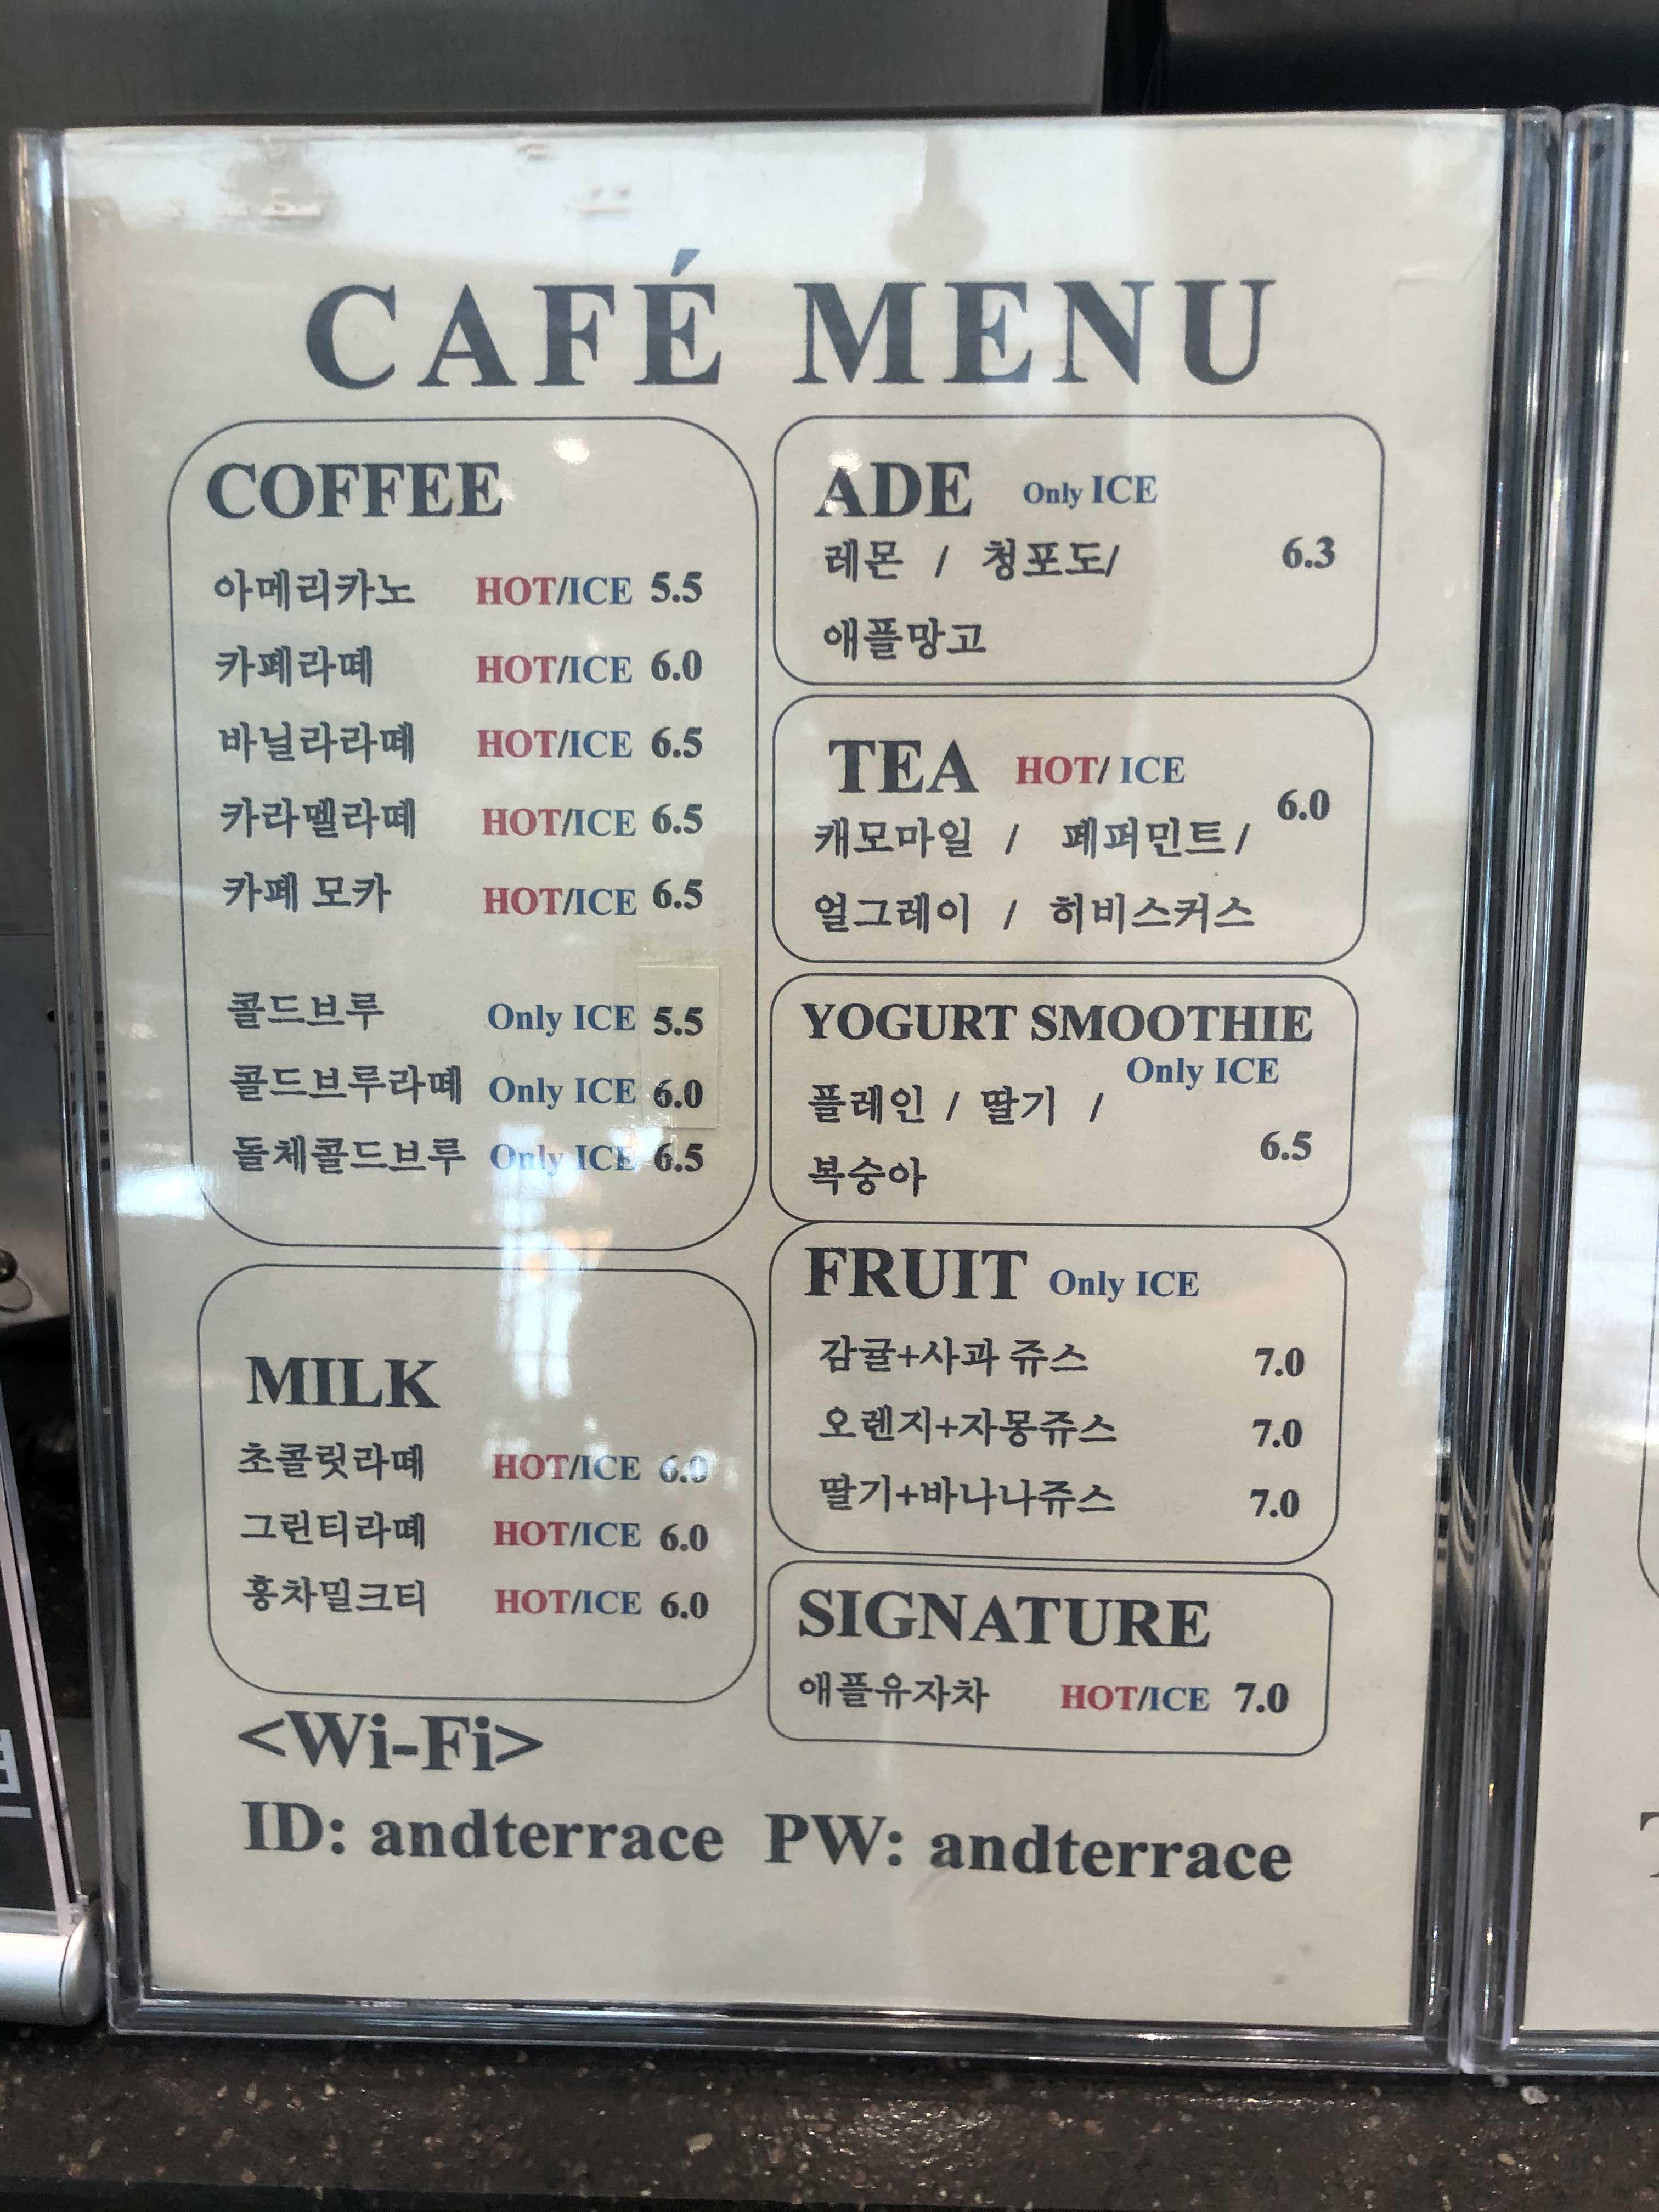 CAFÉ MENU
COFFEE
아메리카노 HOT/ICE 5.5
카페라떼 HOT/ICE 6.0
바닐라라떼 HOT/ICE 6.5
카라멜라떼 HOT/ICE 6.5
카페 모카 HOT/ICE 6.5
콜드브루 Only ICE 5.5
콜드브루라떼 Only ICE 6.0
돌체콜드브루 Only ICE 6.5
MILK
초콜릿라떼 HOT/ICE 6.0
그린티라떼 HOT/ICE 6.0
홍차밀크티 HOT/ICE 6.0
ADE Only ICE
레몬 / 청포도/ 6.3
애플망고
TEA HOT/ ICE
6.0
캐모마일 / 페퍼민트/
얼그레이 / 히비스커스
YOGURT SMOOTHIE
Only ICE
플레인 / 딸기 /
6.5
복숭아
FRUIT Only ICE
감귤+사과 쥬스 7.0
오렌지+자몽쥬스 7.0
딸기+바나나쥬스 7.0
SIGNATURE
애플유자차 HOT/ICE 7.0
<Wi-Fi>
ID: andterrace PW: andterrace